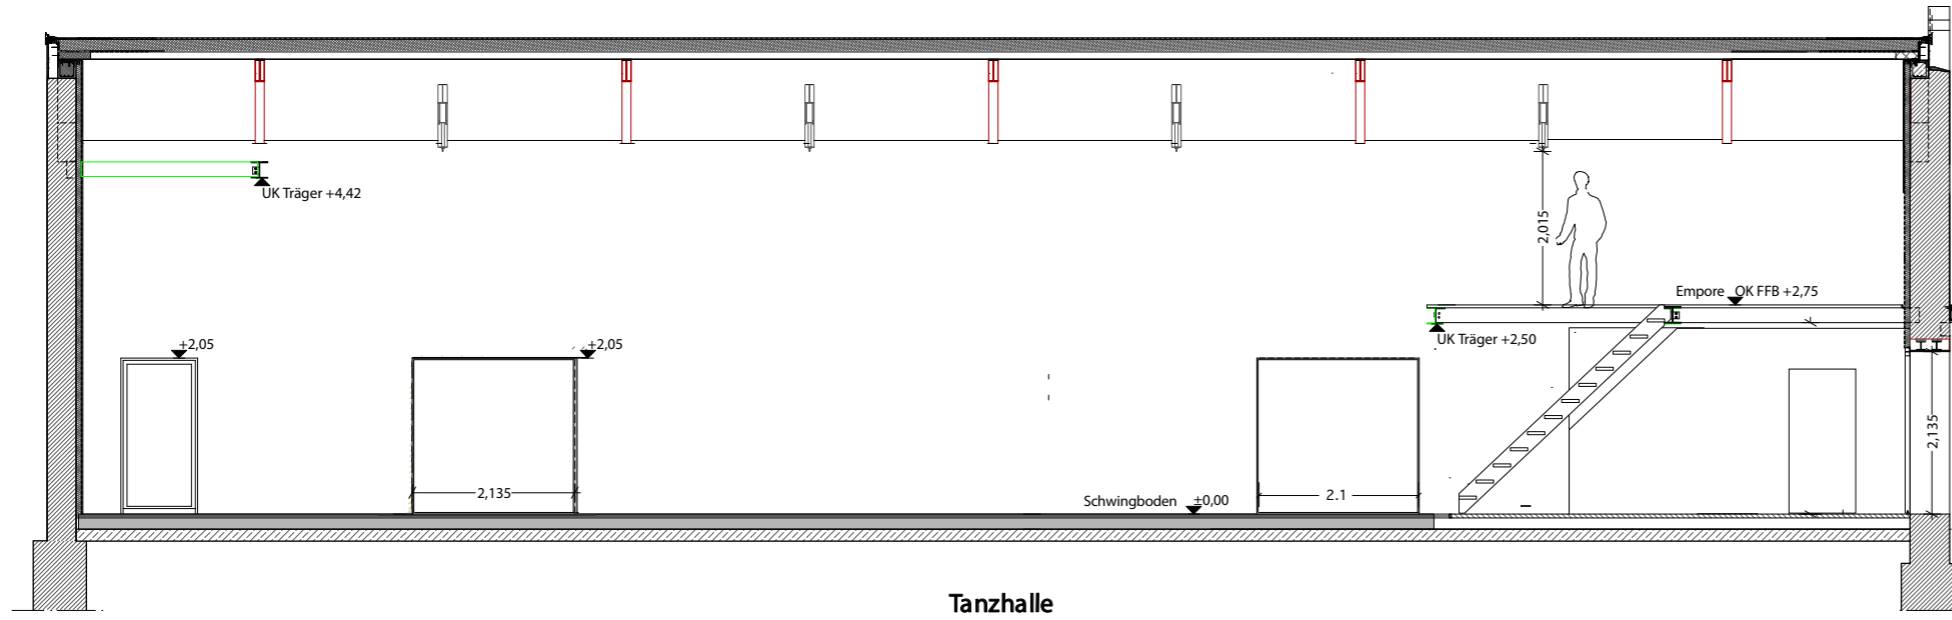 UK Träger +4,42
2,015
Empore OK FFB +2,75
UK Träger +2,50
+2,05
+2,05
2,135
2,135
Schwingboden ±0,00
2.1
Tanzhalle